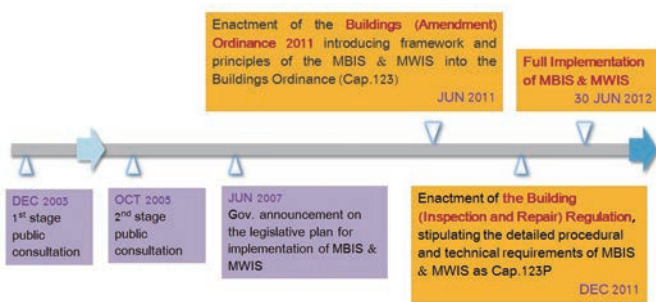 Enactment of the Buildings (Amendment)
Ordinance 2011 introducing framework and
principles of the MBIS & MWIS into the
Buildings Ordinance (Cap.123)
JUN 2011
Full Implementation
of MBIS & MWIS
30 JUN 2012
DEC 2003
1st stage
public
consultation
OCT 2005
2nd stage
public
consultation
JUN 2007
Gov. announcement
on the legislative plan for
implementation of MBIS &
MWIS
Enactment of the Building
(Inspection and Repair) Regulation,
stipulating the detailed procedural
and technical requirements of MBIS
& MWIS as Cap.123P
DEC 2011